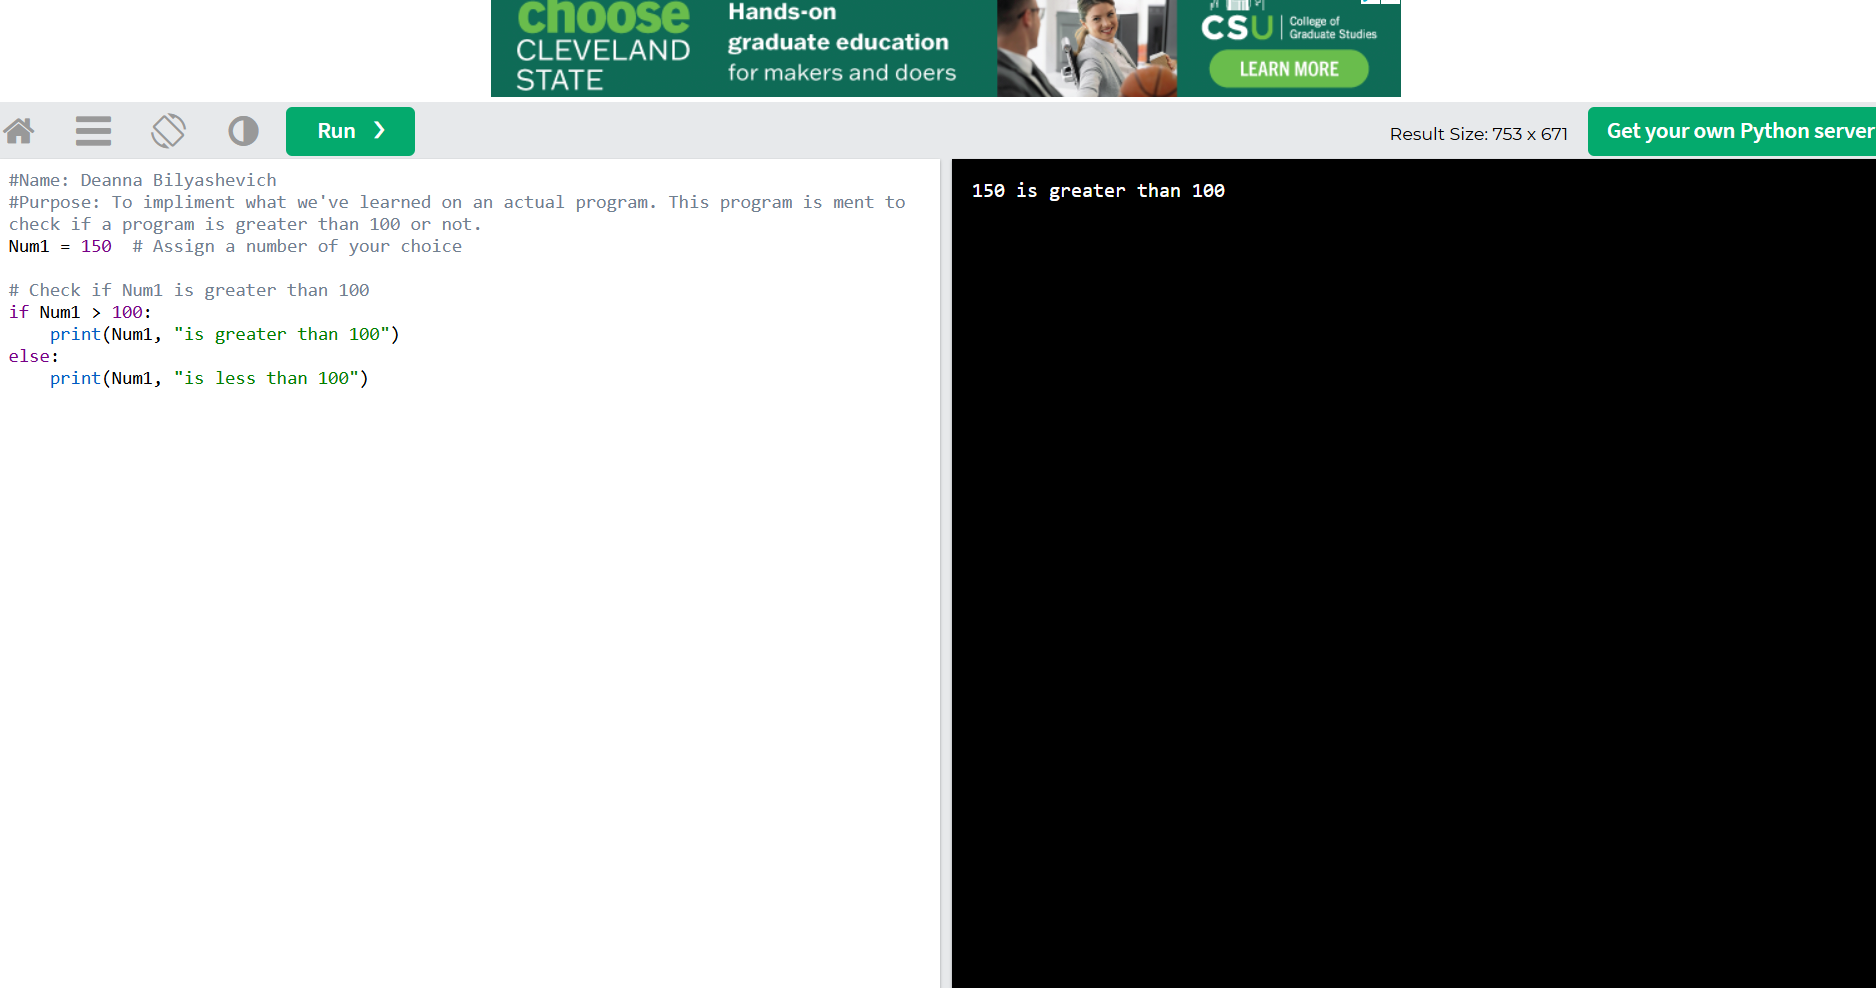 choose
CLEVELAND
STATE
Hands-on
graduate education
for makers and doers
CSU
College of
Graduate Studies
LEARN MORE
Run ❯
Result Size: 753 x 671
Get your own Python server
#Name: Deanna Bilyashevich
#Purpose: To impliment what we've learned on an actual program. This program is ment to
check if a program is greater than 100 or not.
Num1 = 150  # Assign a number of your choice
# Check if Num1 is greater than 100
if Num1 > 100:
    print(Num1, "is greater than 100")
else:
    print(Num1, "is less than 100")
150 is greater than 100